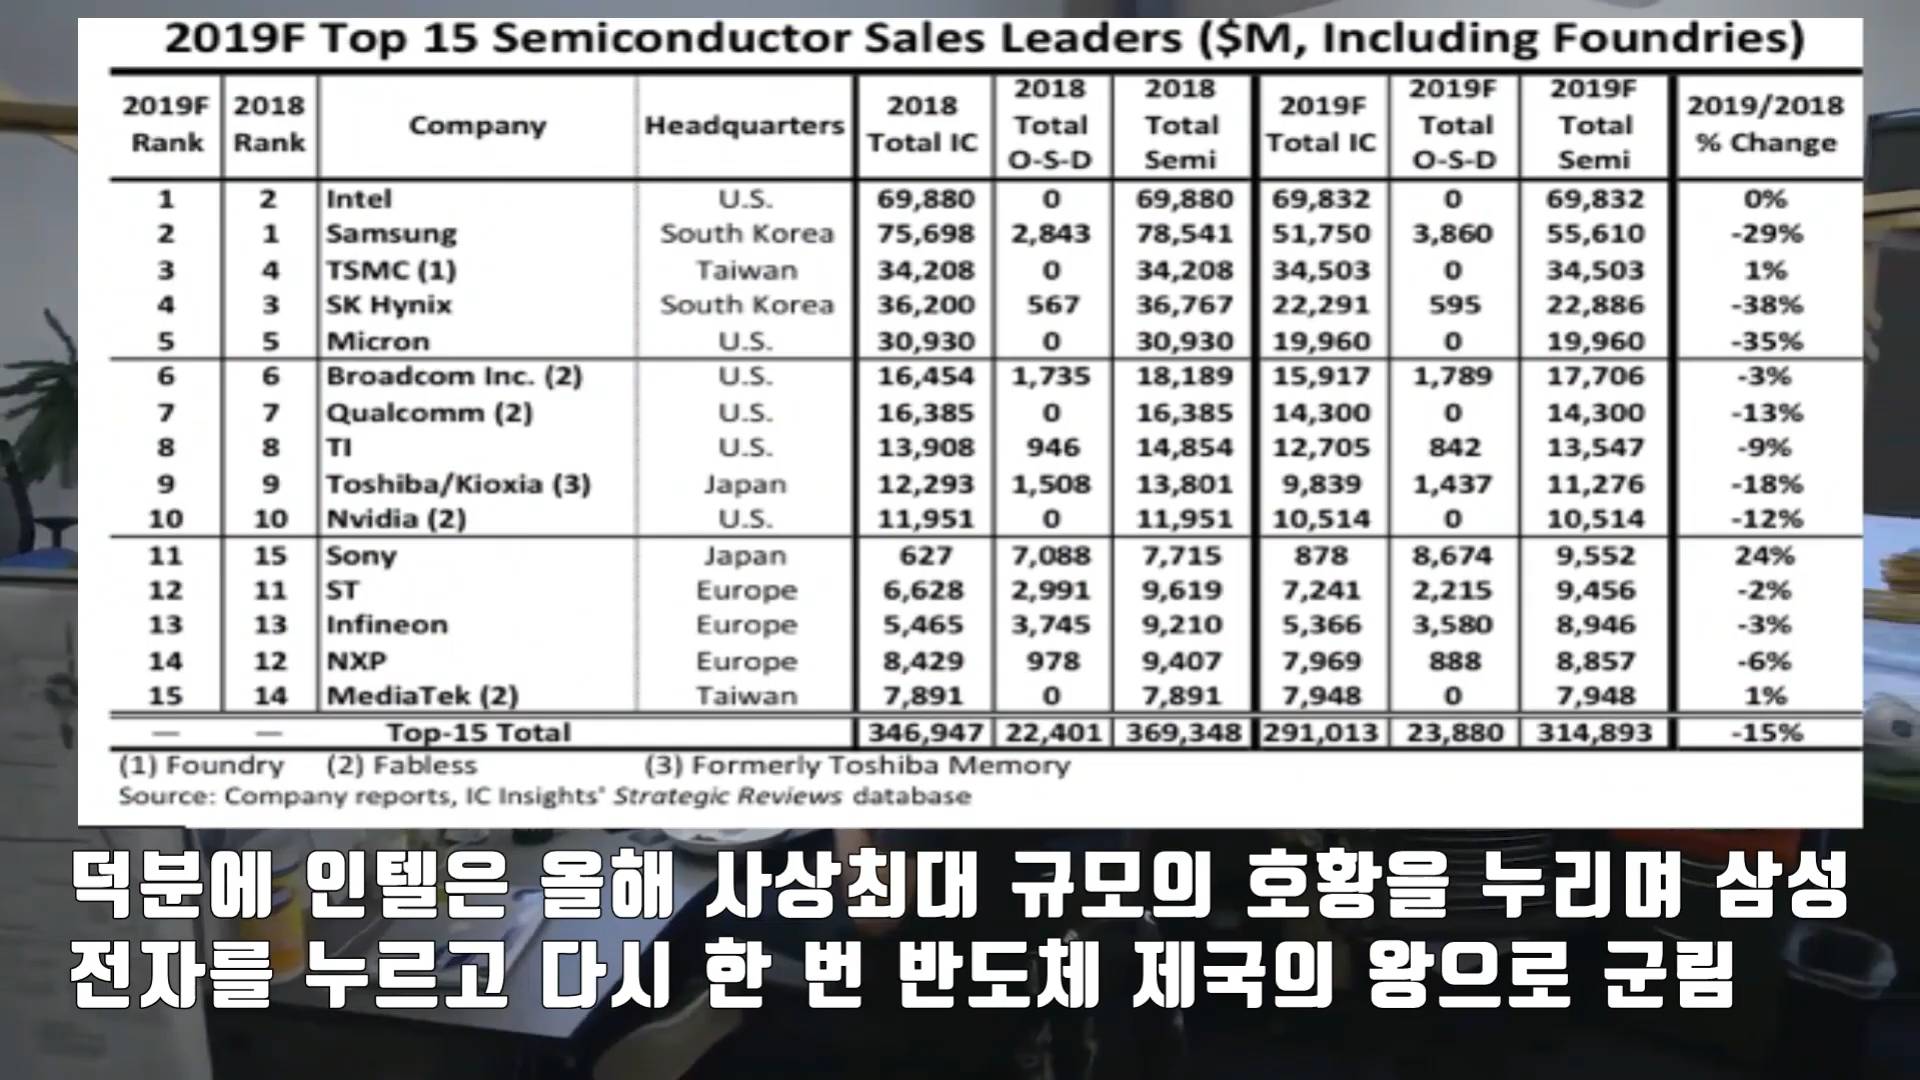 2019F Top 15 Semiconductor Sales Leaders ($M, Including Foundries)
2019F Rank 2018 Rank Company Headquarters 2018 Total IC 2018 Total O-S-D 2018 Total Semi 2019F Total IC 2019F Total O-S-D 2019F Total Semi 2019/2018 % Change
1 2 Intel U.S. 69,880 0 69,880 69,832 0 69,832 0%
2 1 Samsung South Korea 75,698 2,843 78,541 51,750 3,860 55,610 -29%
3 4 TSMC (1) Taiwan 34,208 0 34,208 34,503 0 34,503 1%
4 3 SK Hynix South Korea 36,200 567 36,767 22,291 595 22,886 -38%
5 5 Micron U.S. 30,930 0 30,930 19,960 0 19,960 -35%
6 6 Broadcom Inc. (2) U.S. 16,454 1,735 18,189 15,917 1,789 17,706 -3%
7 7 Qualcomm (2) U.S. 16,385 0 16,385 14,300 0 14,300 -13%
8 8 TI U.S. 13,908 946 14,854 12,705 842 13,547 -9%
9 9 Toshiba/Kioxia (3) Japan 12,293 1,508 13,801 9,839 1,437 11,276 -18%
10 10 Nvidia (2) U.S. 11,951 0 11,951 10,514 0 10,514 -12%
11 15 Sony Japan 627 7,088 7,715 878 8,674 9,552 24%
12 11 ST Europe 6,628 2,991 9,619 7,241 2,215 9,456 -2%
13 13 Infineon Europe 5,465 3,745 9,210 5,366 3,580 8,946 -3%
14 12 NXP Europe 8,429 978 9,407 7,969 888 8,857 -6%
15 14 MediaTek (2) Taiwan 7,891 0 7,891 7,948 0 7,948 1%
— — Top-15 Total 346,947 22,401 369,348 291,013 23,880 314,893 -15%
(1) Foundry (2) Fabless (3) Formerly Toshiba Memory
Source: Company reports, IC Insights' Strategic Reviews database
덕분에 인텔은 올해 사상최대 규모의 호황을 누리며 삼성
전자를 누르고 다시 한 번 반도체 제국의 왕으로 군림